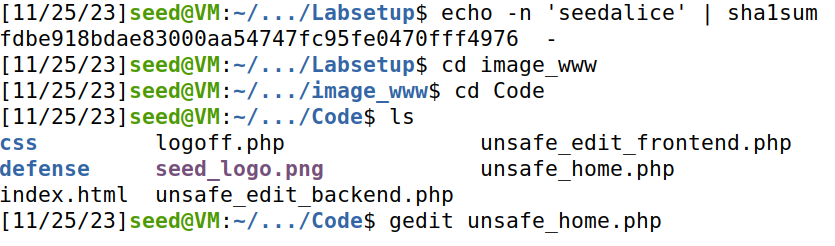 [11/25/23]seed@VM:~/.../Labsetup$ echo -n 'seedalice' | sha1sum
fdbe918bdae83000aa54747fc95fe0470fff4976  -
[11/25/23]seed@VM:~/.../Labsetup$ cd image_www
[11/25/23]seed@VM:~/.../image_www$ cd Code
[11/25/23]seed@VM:~/.../Code$ ls
css         logoff.php               unsafe_edit_frontend.php
defense     seed_logo.png            unsafe_home.php
index.html  unsafe_edit_backend.php
[11/25/23]seed@VM:~/.../Code$ gedit unsafe_home.php